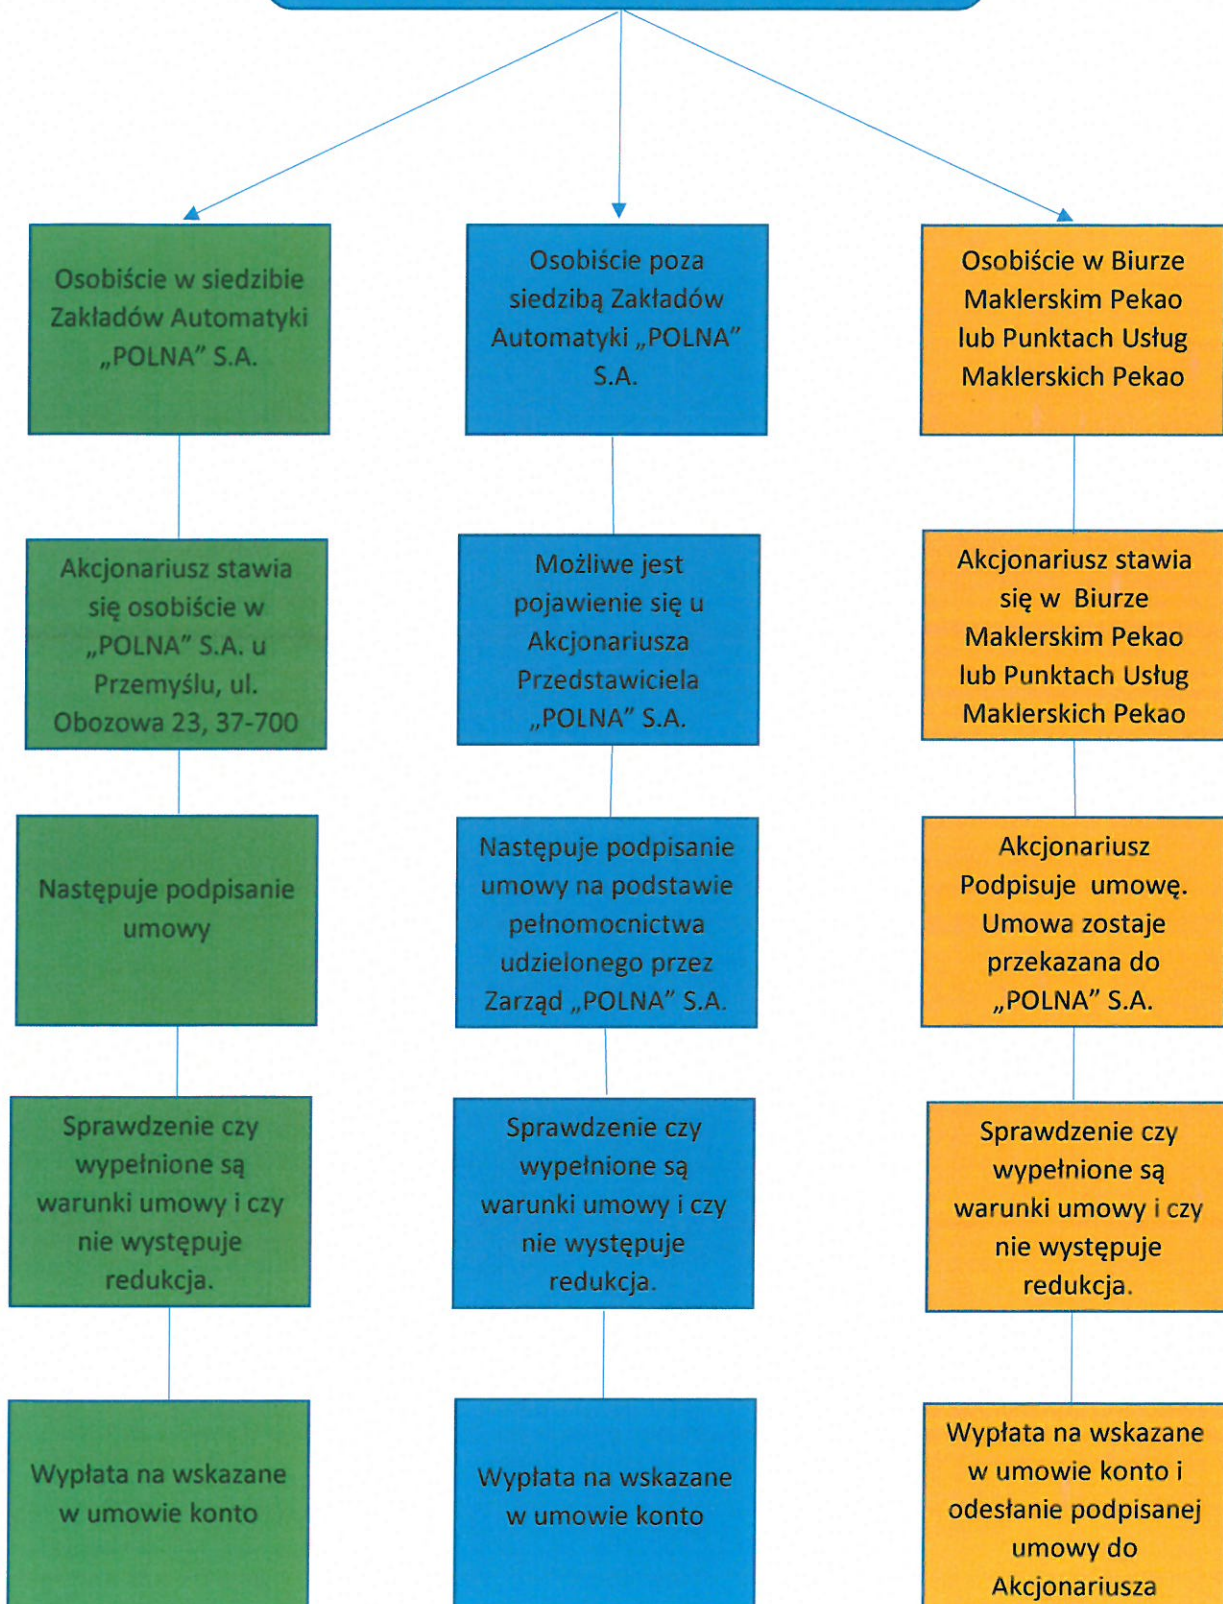 Osobiście w siedzibie
Zakładów Automatyki
„POLNA” S.A.
Osobiście poza
siedzibą Zakładów
Automatyki „POLNA”
S.A.
Osobiście w Biurze
Maklerskim Pekao
lub Punktach Usług
Maklerskich Pekao
Akcjonariusz stawia
się osobiście w
„POLNA” S.A. u
Przemyślu, ul.
Obozowa 23, 37-700
Możliwe jest
pojawienie się u
Akcjonariusza
Przedstawiciela
„POLNA” S.A.
Akcjonariusz stawia
się w Biurze
Maklerskim Pekao
lub Punktach Usług
Maklerskich Pekao
Następuje podpisanie
umowy
Następuje podpisanie
umowy na podstawie
pełnomocnictwa
udzielonego przez
Zarząd „POLNA” S.A.
Akcjonariusz
Podpisuje umowę.
Umowa zostaje
przekazana do
„POLNA” S.A.
Sprawdzenie czy
wypełnione są
warunki umowy i czy
nie występuje
redukcja.
Sprawdzenie czy
wypełnione są
warunki umowy i czy
nie występuje
redukcja.
Sprawdzenie czy
wypełnione są
warunki umowy i czy
nie występuje
redukcja.
Wypłata na wskazane
w umowie konto
Wypłata na wskazane
w umowie konto
Wypłata na wskazane
w umowie konto i
odesłanie podpisanej
umowy do
Akcjonariusza